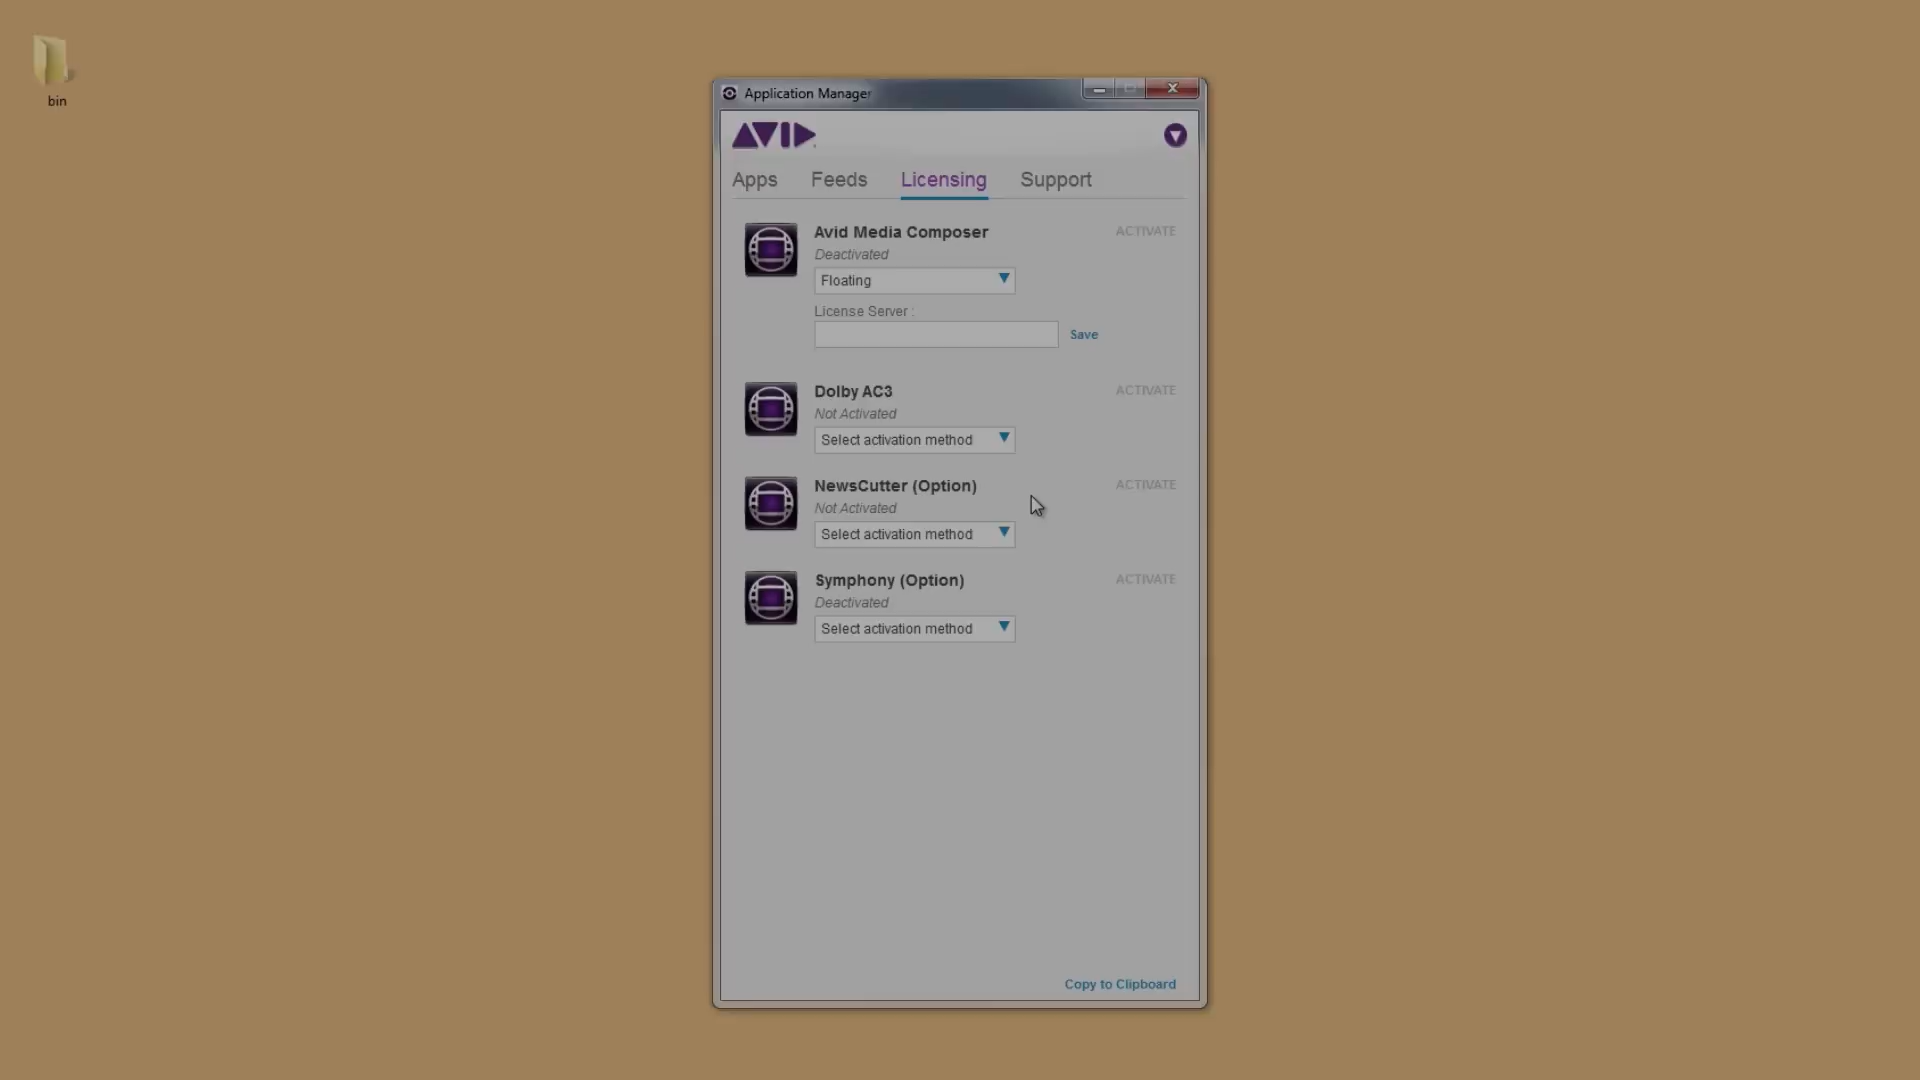 bin
Application Manager
AVID
Apps Feeds Licensing Support
Avid Media Composer ACTIVATE
Deactivated
Floating
License Server :
Save
Dolby AC3 ACTIVATE
Not Activated
Select activation method
NewsCutter (Option) ACTIVATE
Not Activated
Select activation method
Symphony (Option) ACTIVATE
Deactivated
Select activation method
Copy to Clipboard